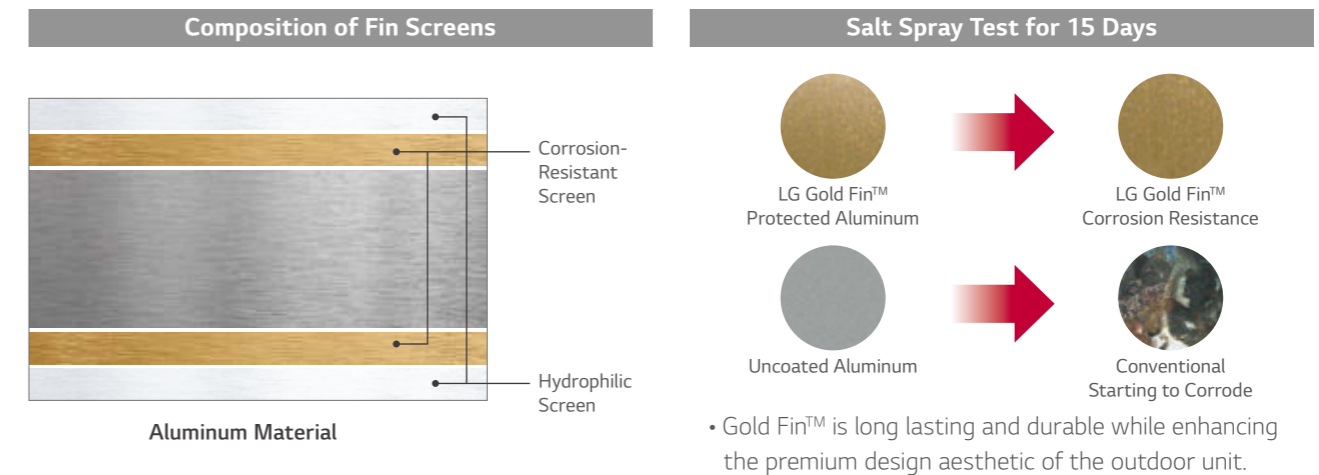 Composition of Fin Screens
Corrosion-
Resistant
Screen
Hydrophilic
Screen
Aluminum Material
Salt Spray Test for 15 Days
LG Gold Fin™
Protected Aluminum
LG Gold Fin™
Corrosion Resistance
Uncoated Aluminum
Conventional
Starting to Corrode
• Gold Fin™ is long lasting and durable while enhancing
the premium design aesthetic of the outdoor unit.